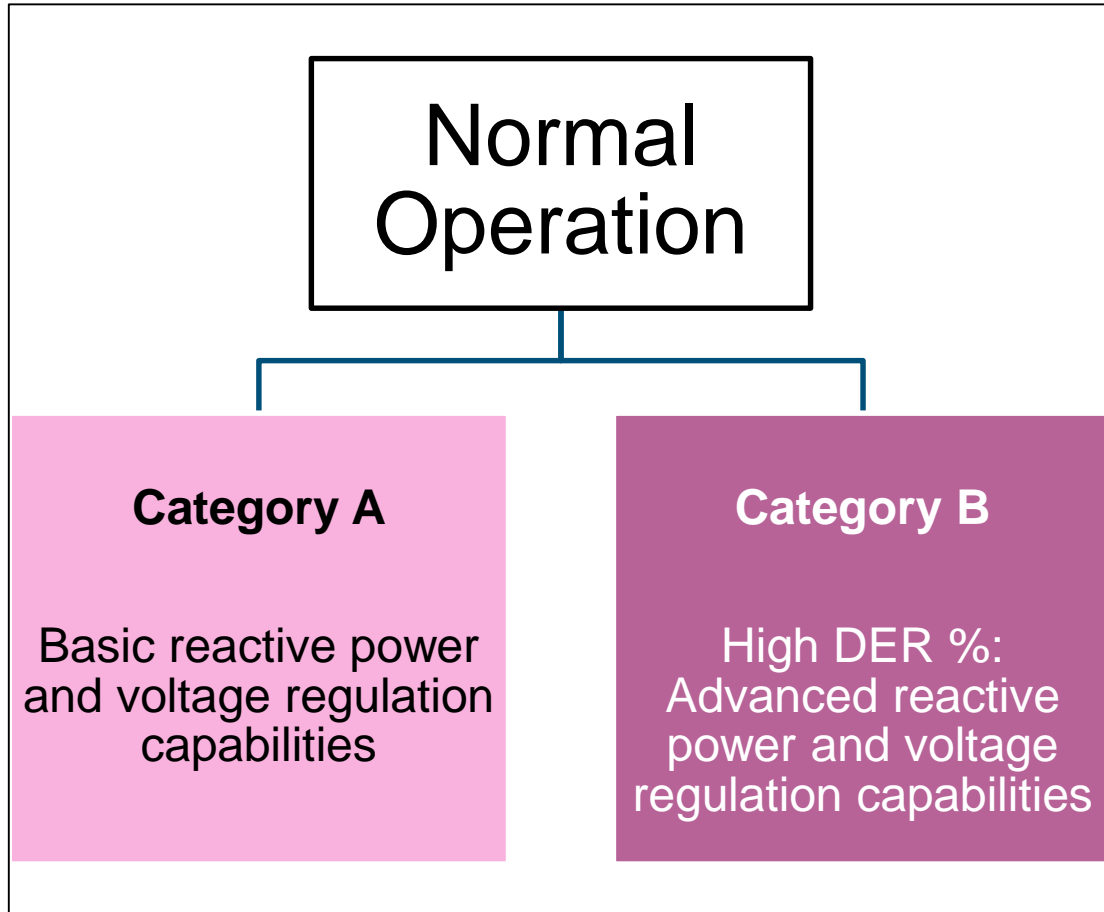 Normal
Operation
Category A
Basic reactive power
and voltage regulation
capabilities
Category B
High DER %:
Advanced reactive
power and voltage
regulation capabilities